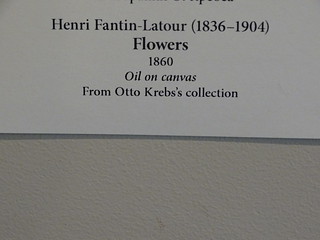 Henri Fantin-Latour (1836–1904)
Flowers
1860
Oil on canvas
From Otto Krebs's collection